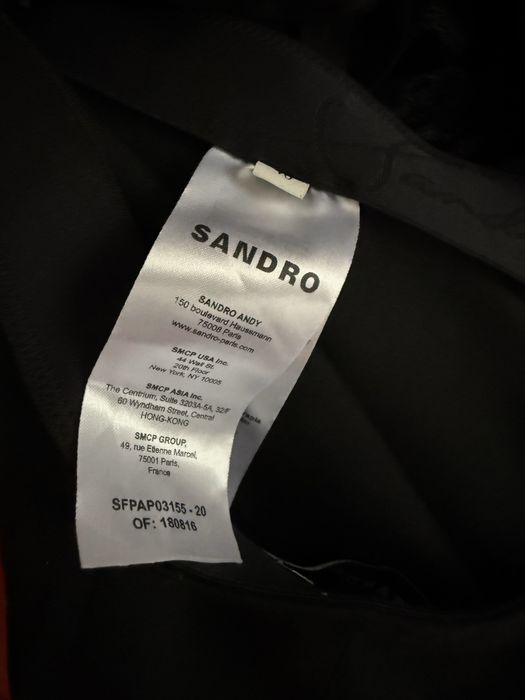 SANDRO
SANDRO ANDY
150 boulevard Haussmann
75008 Paris
www.sandro-paris.com
SMCP USA Inc.
44 Wall St.
20th Floor
New York, NY 10005
SMCP ASIA Inc.
The Centrium, Suite 3203A-5A, 32/F
60 Wyndham Street, Central
HONG-KONG
SMCP GROUP,
49, rue Etienne Marcel,
75001 Paris,
France
SFPAP03155 - 20
OF: 180816